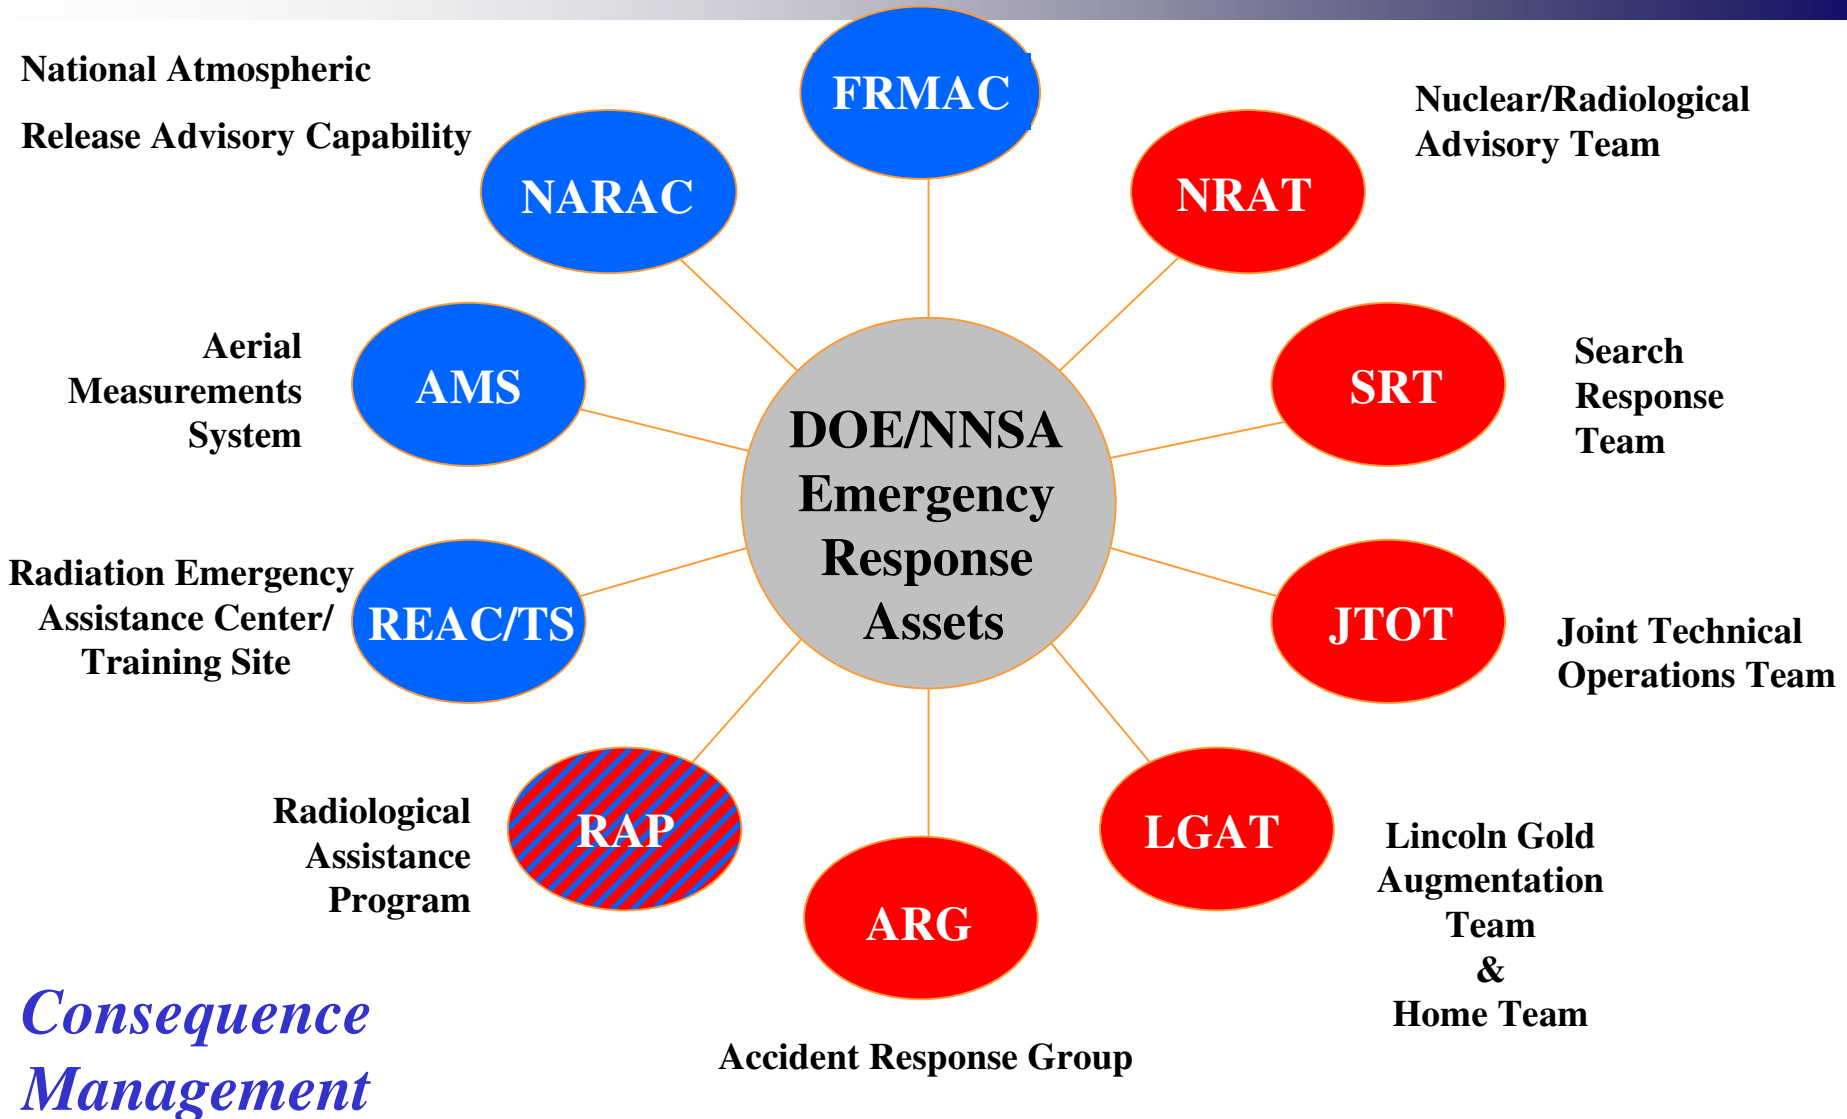 FRMAC
National Atmospheric
Release Advisory Capability
NARAC
NRAT
Nuclear/Radiological
Advisory Team
Aerial
Measurements
System
AMS
SRT
Search
Response
Team
DOE/NNSA
Emergency
Response
Assets
Radiation Emergency
Assistance Center/
Training Site
REAC/TS
JTOT
Joint Technical
Operations Team
Radiological
Assistance
Program
RAP
LGAT
Lincoln Gold
Augmentation
Team
&
Home Team
ARG
Accident Response Group
Consequence
Management